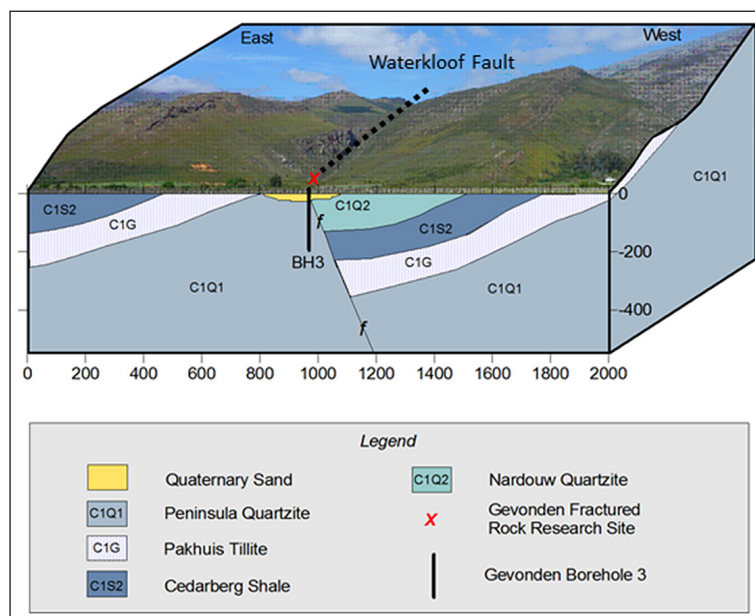 East
West
Waterkloof Fault
X
C1Q1
0
C1S2
C1Q2
f
C1S2
C1G
BH3
-200
C1G
C1Q1
C1Q1
-400
f
0 200 400 600 800 1000 1200 1400 1600 1800 2000
Legend
Quaternary Sand
C1Q2 Nardouw Quartzite
C1Q1 Peninsula Quartzite
X Gevonden Fractured
Rock Research Site
C1G Pakhuis Tillite
C1S2 Cedarberg Shale
Gevonden Borehole 3